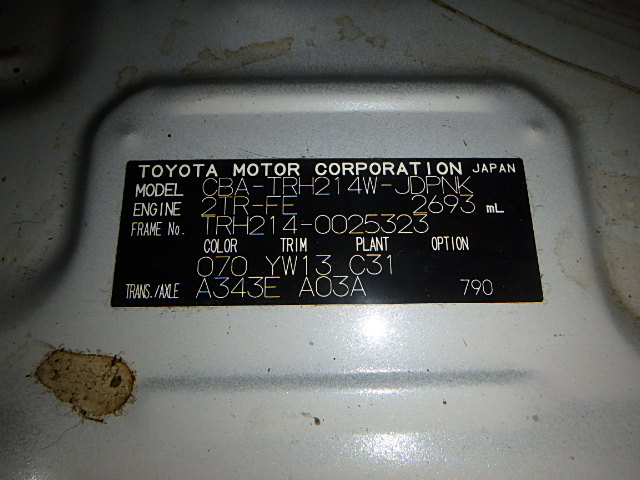 TOYOTA MOTOR CORPORATION JAPAN
MODEL CBA-TRH214W-JDPNK
ENGINE 2TR-FE 2693 mL
FRAME No. TRH214-0025323
COLOR TRIM PLANT OPTION
070 YW13 C31
TRANS./AXLE A343E A03A 790